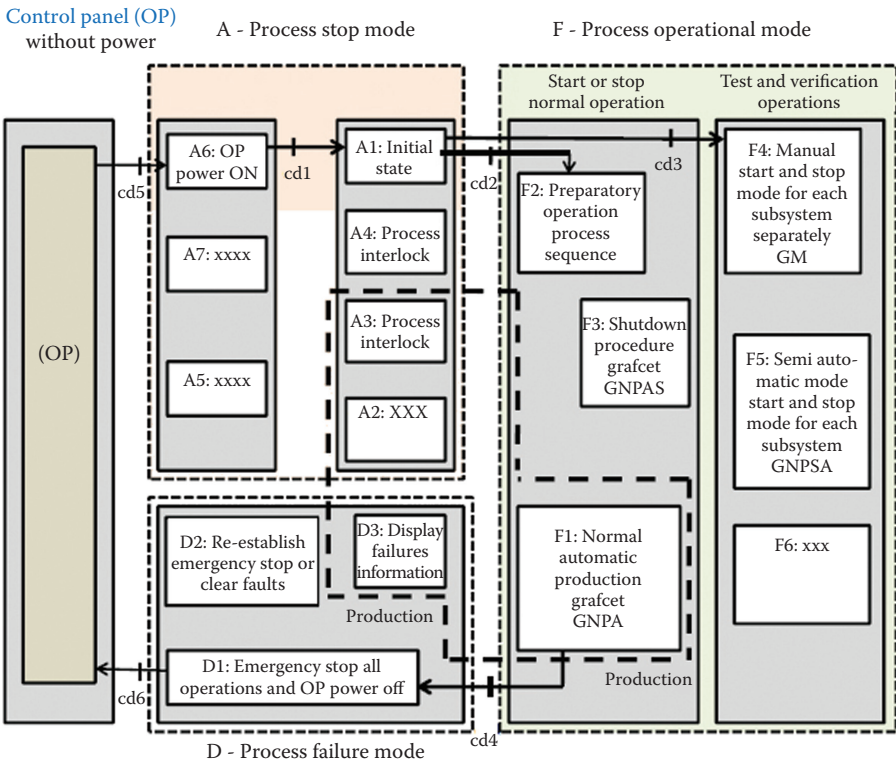 Control panel (OP)
without power
A - Process stop mode
F - Process operational mode
Start or stop
normal operation
Test and verification
operations
(OP)
cd5
A6: OP
power ON
cd1
A1: Initial
state
cd2
cd3
A7: xxxx
A5: xxxx
A4: Process
interlock
A3: Process
interlock
A2: XXX
F2: Preparatory
operation
process
sequence
F3: Shutdown
procedure
grafcet
GNPAS
F4: Manual
start and stop
mode for each
subsystem
separately
GM
F5: Semi auto-
matic mode
start and stop
mode for each
subsystem
GNPSA
F6: xxx
D2: Re-establish
emergency stop or
clear faults
D3: Display
failures
information
Production
F1: Normal
automatic
production
grafcet
GNPA
Production
D1: Emergency stop all
operations and OP power off
cd6
cd4
D - Process failure mode